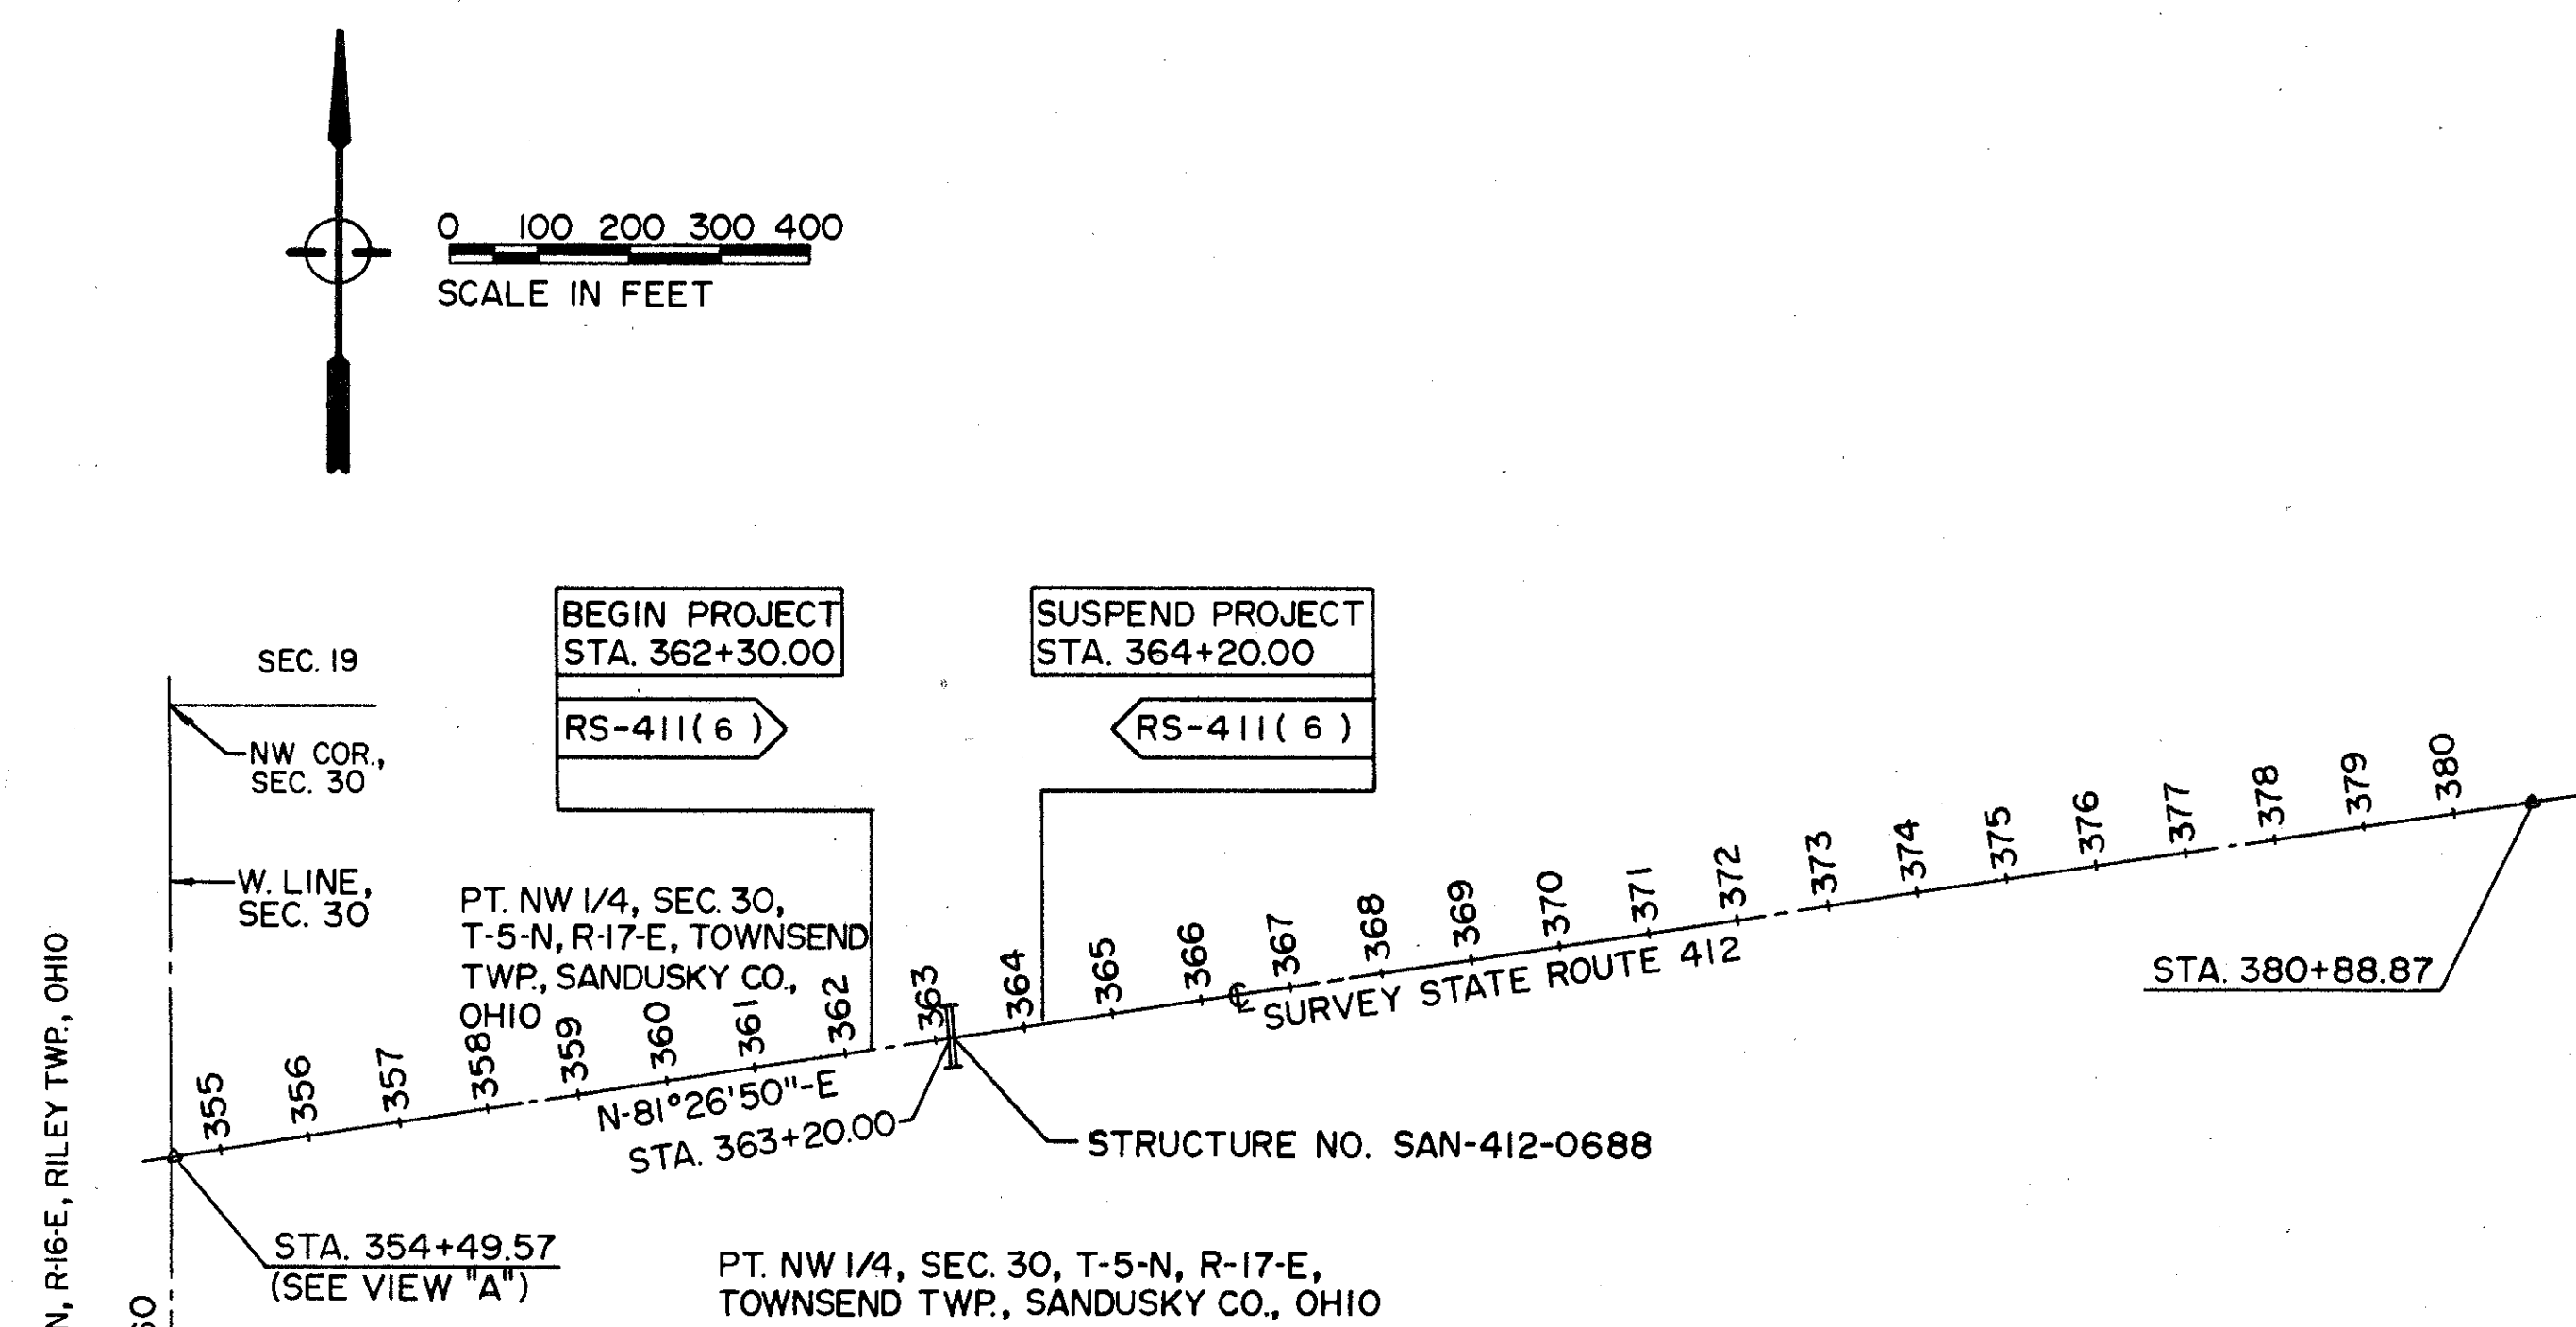 0 100 200 300 400
SCALE IN FEET
BEGIN PROJECT
STA. 362+30.00
RS-411( 6 )
SUSPEND PROJECT
STA. 364+20.00
RS-411( 6 )
SEC. 19
NW COR.,
SEC. 30
W. LINE,
SEC. 30
PT. NW 1/4, SEC. 30,
T-5-N, R-17-E, TOWNSEND
TWP., SANDUSKY CO.,
OHIO
355 356 357 358 359 360 361 362 363 364 365 366 367 368 369 370 371 372 373 374 375 376 377 378 379 380
N-81°26'50"-E
STA. 363+20.00
℄ SURVEY STATE ROUTE 412
STA. 380+88.87
STRUCTURE NO. SAN-412-0688
STA. 354+49.57
(SEE VIEW "A")
PT. NW 1/4, SEC. 30, T-5-N, R-17-E,
TOWNSEND TWP., SANDUSKY CO., OHIO
N, R-16-E, RILEY TWP., OHIO